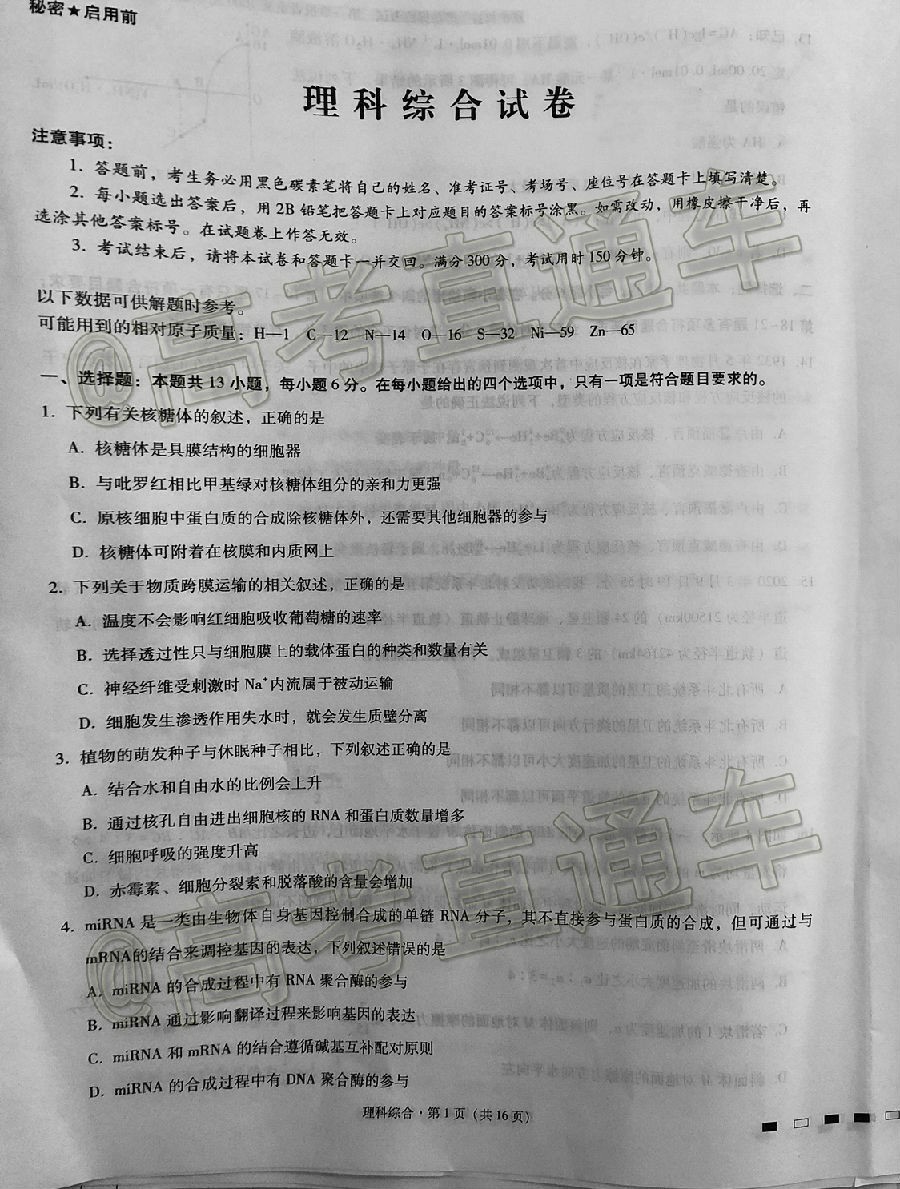 秘密★启用前
理科综合试卷
注意事项：
1. 答题前，考生务必用黑色碳素笔将自己的姓名、准考证号、考场号、座位号在答题卡上填写清楚。
2. 每小题选出答案后，用2B铅笔把答题卡上对应题目的答案标号涂黑。如需改动，用橡皮擦干净后，再
选涂其他答案标号。在试题卷上作答无效。
3. 考试结束后，请将本试卷和答题卡一并交回。满分300分，考试用时150分钟。
以下数据可供解题时参考。
可能用到的相对原子质量：H—1 C—12 N—14 O—16 S—32 Ni—59 Zn—65
一、选择题：本题共13小题，每小题6分。在每小题给出的四个选项中，只有一项是符合题目要求的。
1. 下列有关核糖体的叙述，正确的是
A. 核糖体是具膜结构的细胞器
B. 与吡罗红相比甲基绿对核糖体组分的亲和力更强
C. 原核细胞中蛋白质的合成除核糖体外，还需要其他细胞器的参与
D. 核糖体可附着在核膜和内质网上
2. 下列关于物质跨膜运输的相关叙述，正确的是
A. 温度不会影响红细胞吸收葡萄糖的速率
B. 选择透过性只与细胞膜上的载体蛋白的种类和数量有关
C. 神经纤维受刺激时Na⁺内流属于被动运输
D. 细胞发生渗透作用失水时，就会发生质壁分离
3. 植物的萌发种子与休眠种子相比，下列叙述正确的是
A. 结合水和自由水的比例会上升
B. 通过核孔自由进出细胞核的RNA和蛋白质数量增多
C. 细胞呼吸的强度升高
D. 赤霉素、细胞分裂素和脱落酸的含量会增加
4. miRNA是一类由生物体自身基因控制合成的单链RNA分子，其不直接参与蛋白质的合成，但可通过与
mRNA的结合来调控基因的表达，下列叙述错误的是
A. miRNA的合成过程中有RNA聚合酶的参与
B. miRNA通过影响翻译过程来影响基因的表达
C. miRNA和mRNA的结合遵循碱基互补配对原则
D. miRNA的合成过程中有DNA聚合酶的参与
理科综合·第1页（共16页）
@高考直通车
@高考直通车